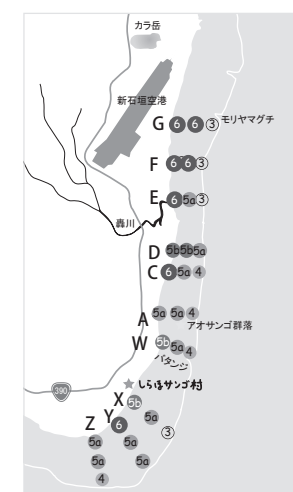 カラ岳
新石垣空港
G 6 6 3 モリヤマグチ
F 6 6 3
E 6 5a 3
轟川
D 5b 5b 5a
C 6 5a 4
A 5a 5a 4
アオサンゴ群落
W 5b 5a 4
バタンジ
390
しらほサンゴ村
X 5b
Y 6 5a
Z 5a 5a 3
5a 5a
4